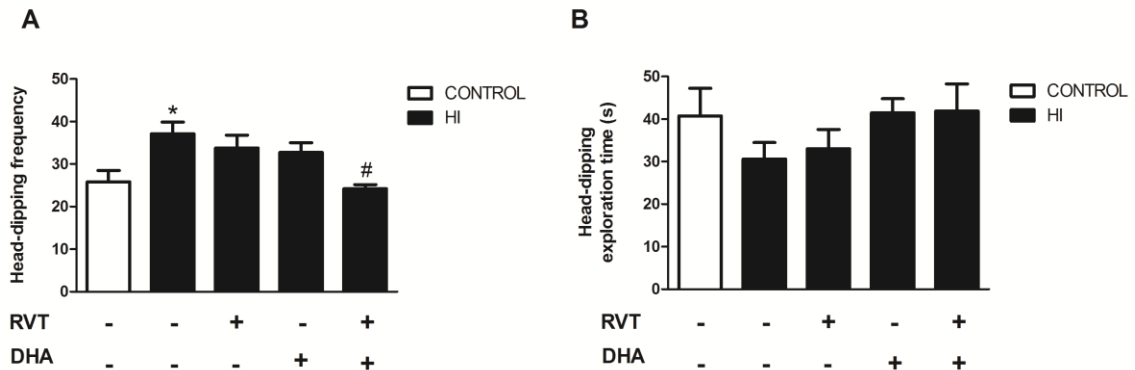 A
Head-dipping frequency
50
40
30
20
10
0
*
#
CONTROL
HI
RVT - - + - +
DHA - - - + +
B
Head-dipping
exploration time (s)
50
40
30
20
10
0
CONTROL
HI
RVT - - + - +
DHA - - - + +